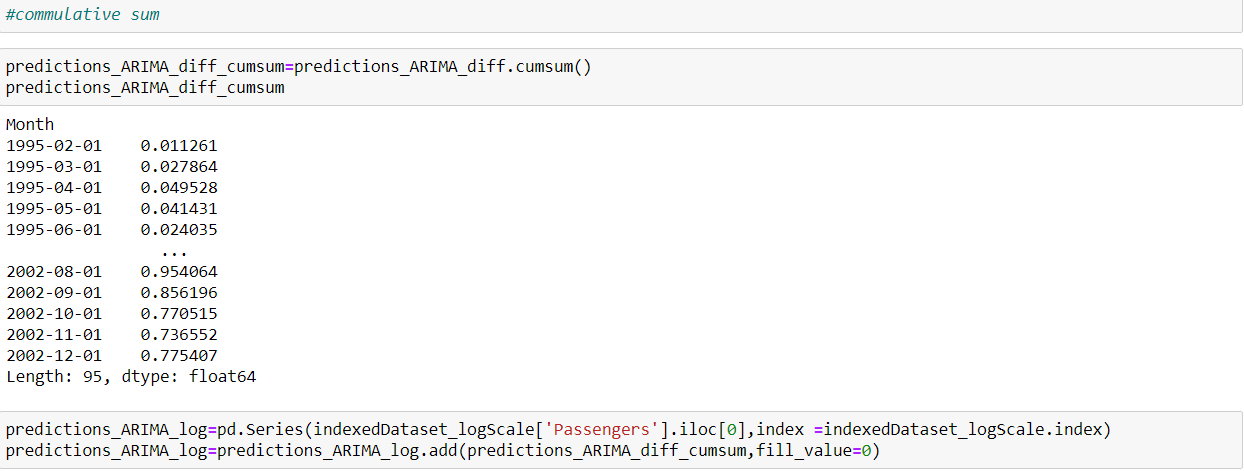 #commulative sum
predictions_ARIMA_diff_cumsum=predictions_ARIMA_diff.cumsum()
predictions_ARIMA_diff_cumsum
Month
1995-02-01    0.011261
1995-03-01    0.027864
1995-04-01    0.049528
1995-05-01    0.041431
1995-06-01    0.024035
...
2002-08-01    0.954064
2002-09-01    0.856196
2002-10-01    0.770515
2002-11-01    0.736552
2002-12-01    0.775407
Length: 95, dtype: float64
predictions_ARIMA_log=pd.Series(indexedDataset_logScale['Passengers'].iloc[0],index =indexedDataset_logScale.index)
predictions_ARIMA_log=predictions_ARIMA_log.add(predictions_ARIMA_diff_cumsum,fill_value=0)